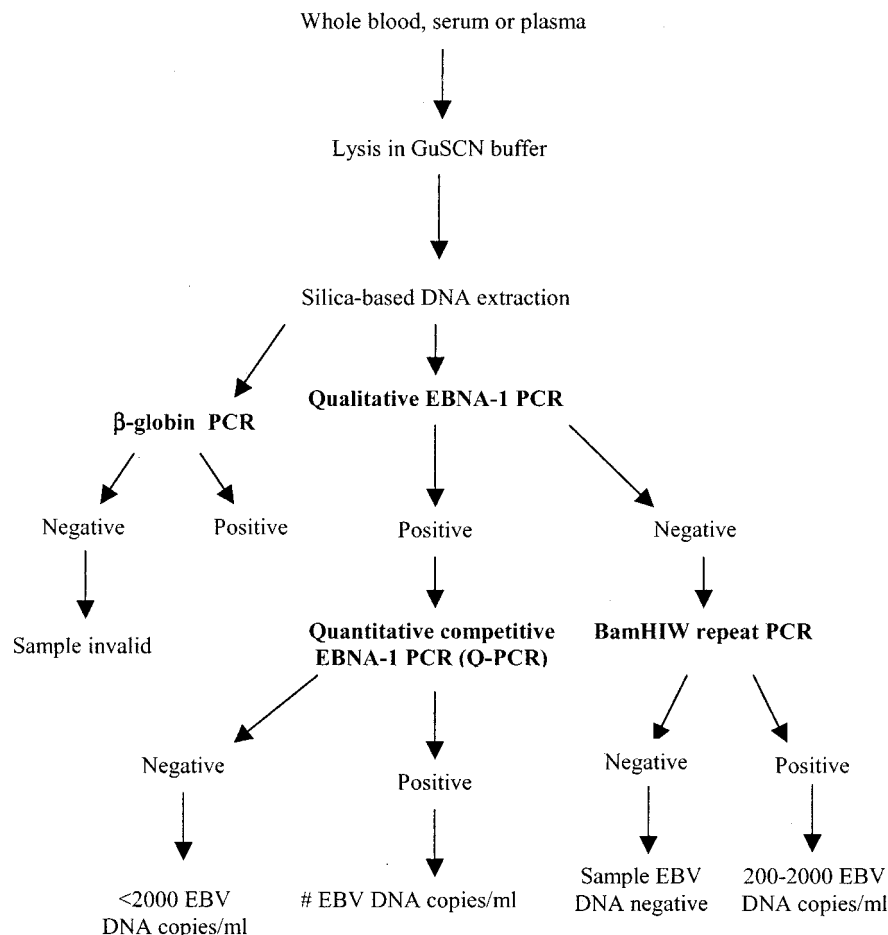 Whole blood, serum or plasma
Lysis in GuSCN buffer
Silica-based DNA extraction
β-globin PCR
Qualitative EBNA-1 PCR
Negative
Positive
Positive
Negative
Sample invalid
Quantitative competitive
EBNA-1 PCR (Q-PCR)
BamHIW repeat PCR
Negative
Positive
Negative
Positive
<2000 EBV
DNA copies/ml
# EBV DNA copies/ml
Sample EBV
DNA negative
200-2000 EBV
DNA copies/ml